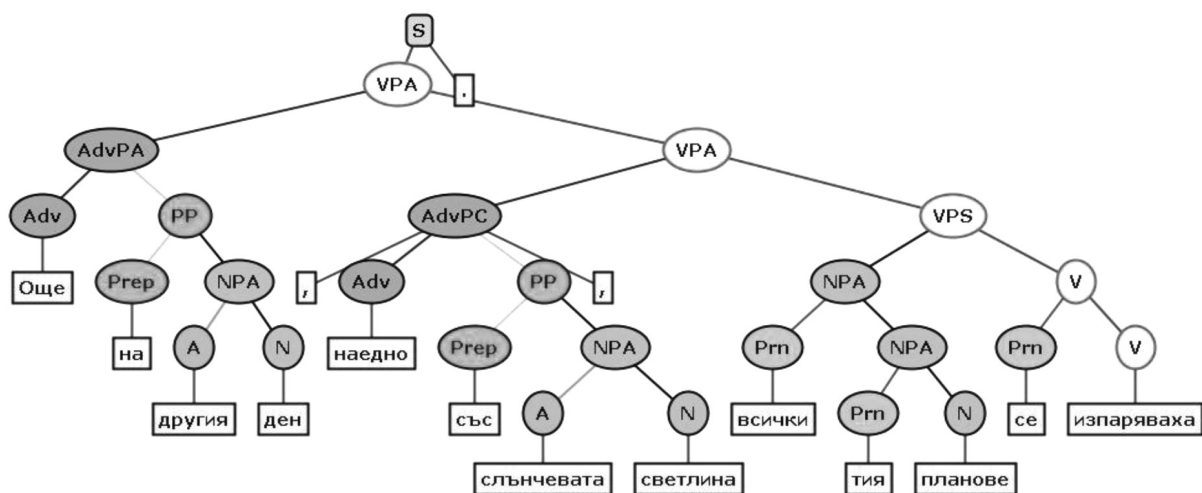 S
VPA .
AdvPA VPA
Adv PP AdvPC VPS
Още Prep NPA , Adv PP , NPA V
на A N наедно Prep NPA Prn NPA Prn V
другия ден със A N всички Prn N се изпаряваха
слънчевата светлина тия планове